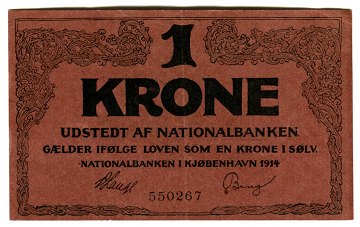 1
KRONE
UDSTEDT AF NATIONALBANKEN.
GÆLDER IFØLGE LOVEN SOM EN KRONE I SØLV.
NATIONALBANKEN I KJØBENHAVN 1914
550267